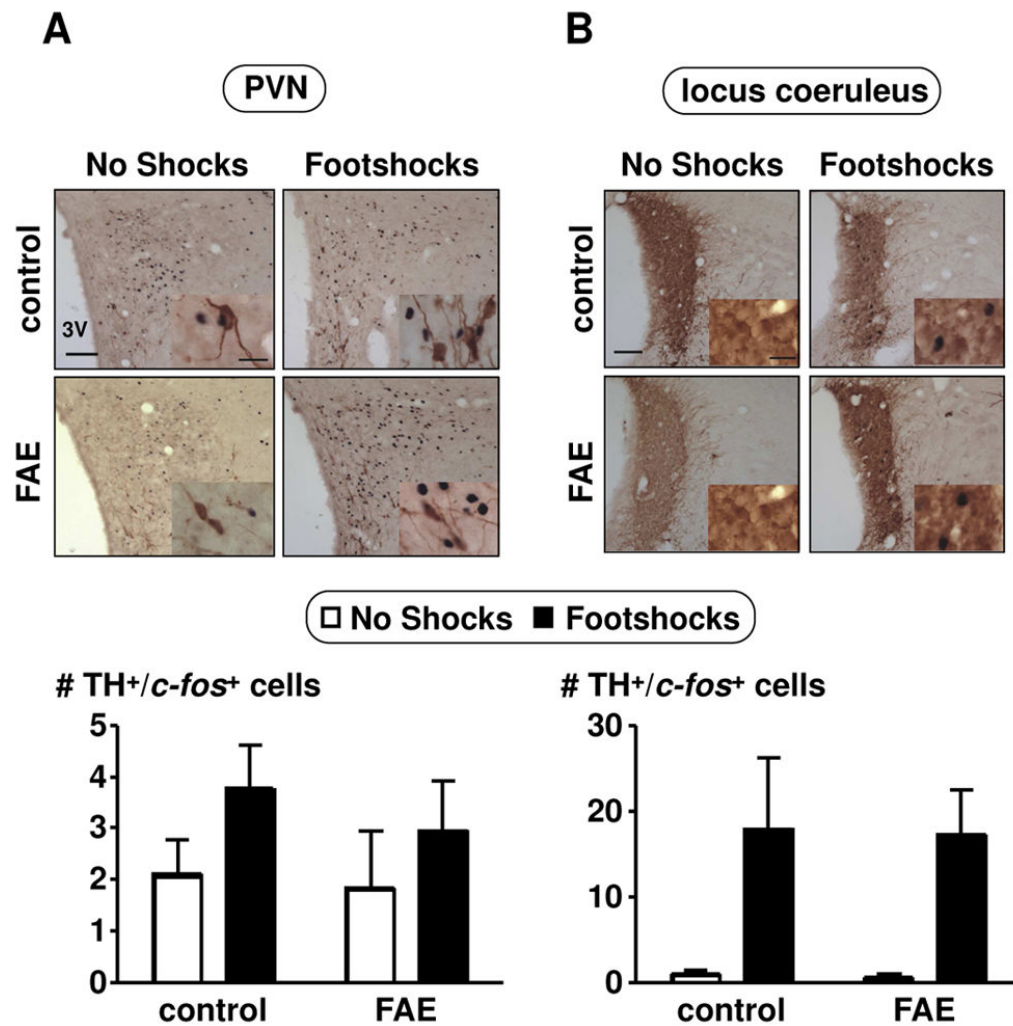 A
B
PVN
locus coeruleus
No Shocks
Footshocks
No Shocks
Footshocks
control
3V
FAE
control
FAE
No Shocks
Footshocks
# TH+/c-fos+ cells
5
4
3
2
1
0
control
FAE
# TH+/c-fos+ cells
30
20
10
0
control
FAE